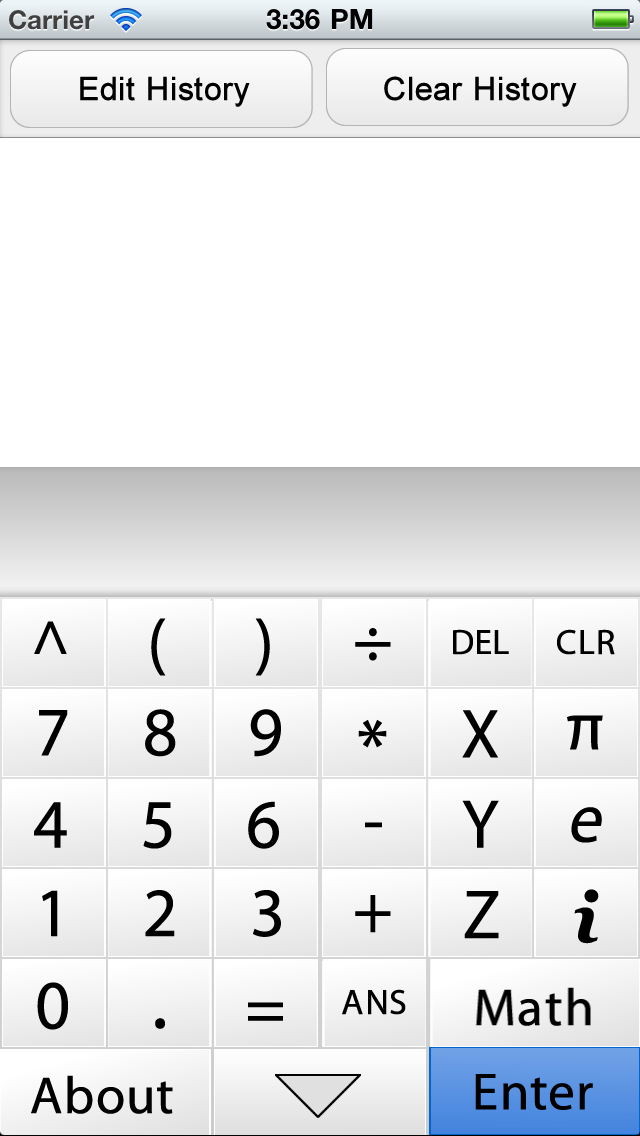 Carrier 3:36 PM
Edit History Clear History
^ ( ) ÷ DEL CLR
7 8 9 * X π
4 5 6 - Y e
1 2 3 + Z i
0 . = ANS Math
About Enter